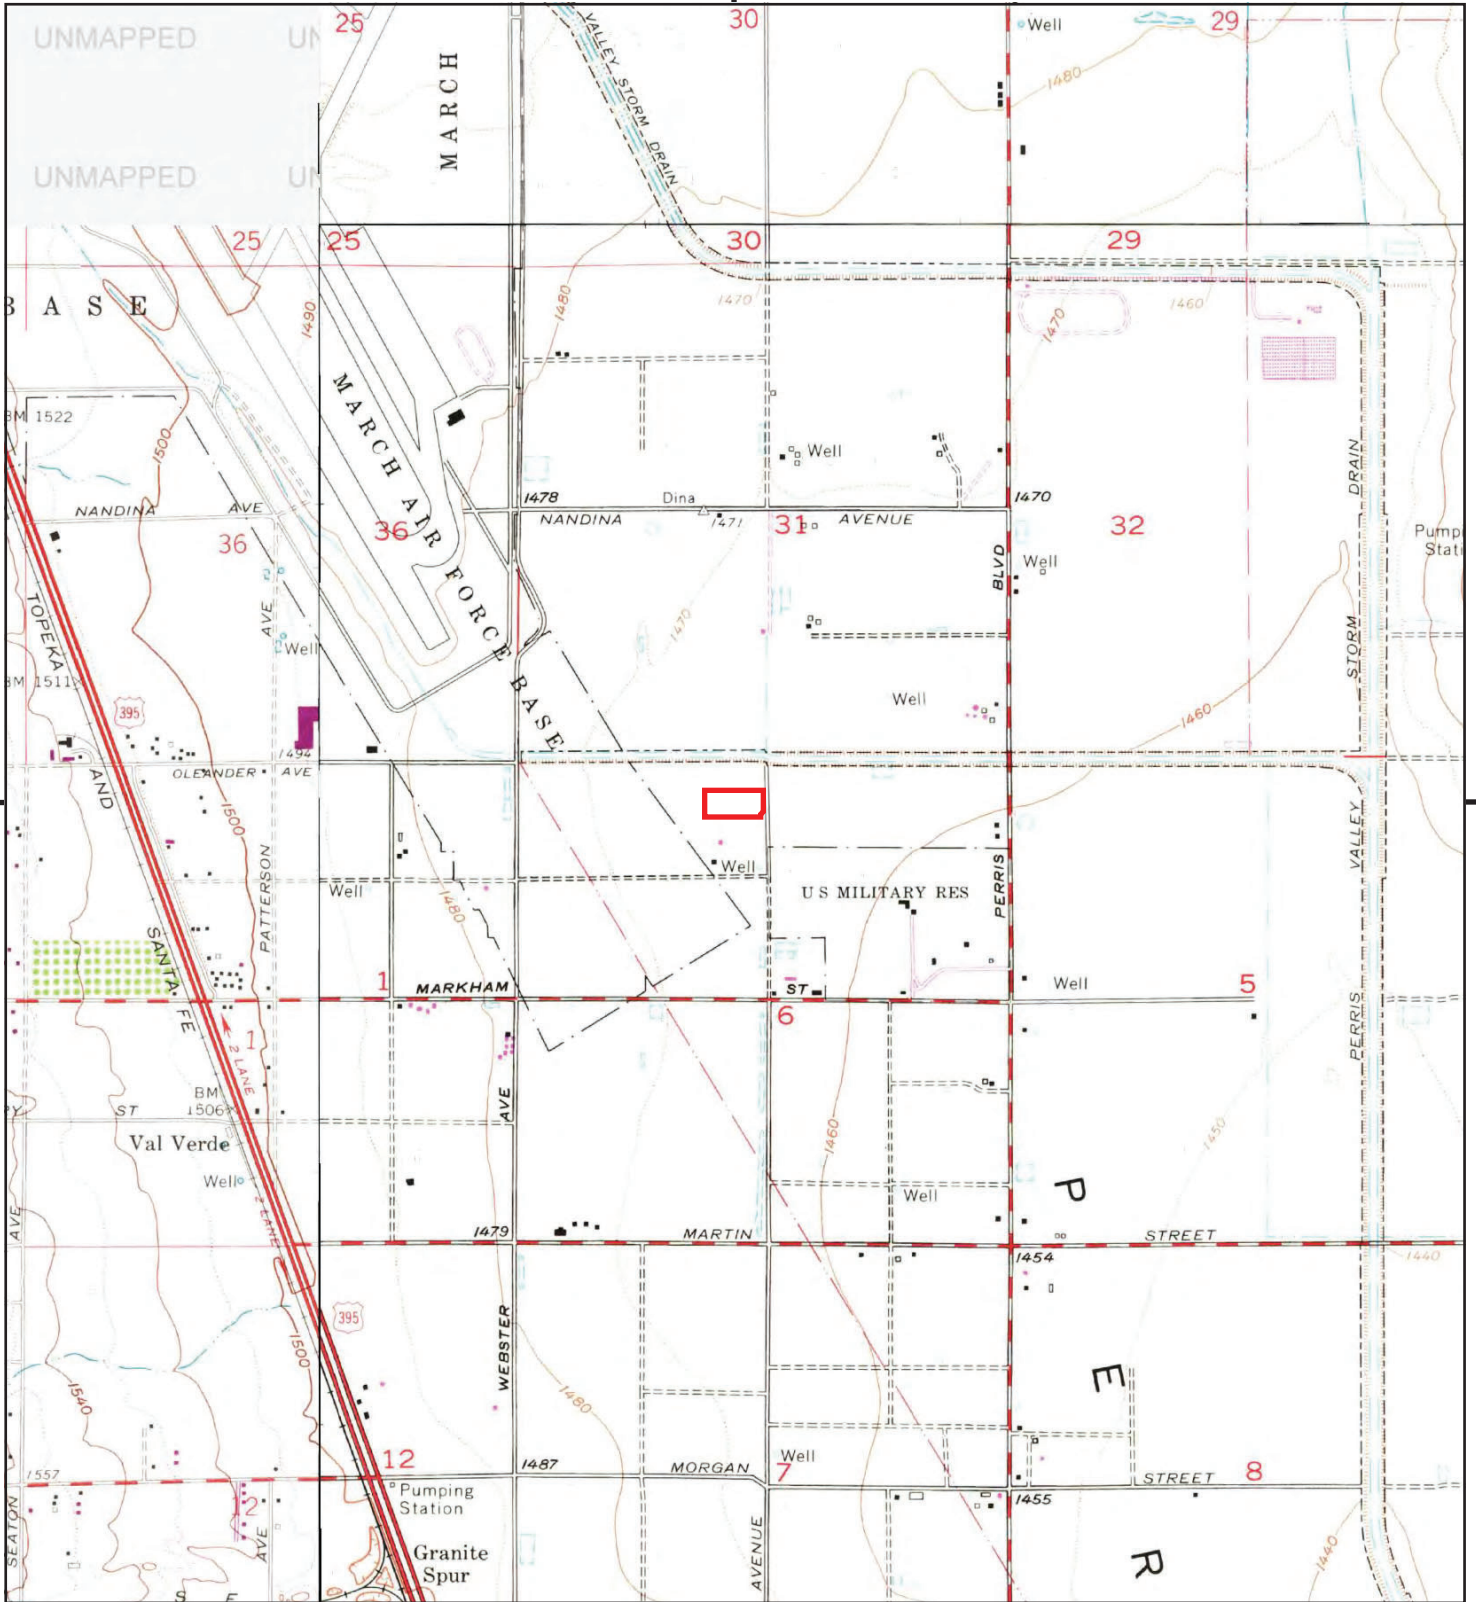 UNMAPPED
25
30
29
Well
1480
MARCH
VALLEY STORM DRAIN
UNMAPPED
25
25
30
29
BASE
1490
1480
1470
1470
1460
MARCH AIR FORCE BASE
BM 1522
1500
Well
DRAIN
1478
Dina
1470
NANDINA
AVE
NANDINA
1471
31
AVENUE
36
36
32
BLVD
Well
TOPEKA
AVE
1470
STORM
Well
BM 1511
395
Well
1460
1494
OLEANDER
AVE
AND
1500
VALLEY
PATTERSON
Well
Well
1480
U S MILITARY RES
PERRIS
SANTA FE
1
MARKHAM
ST
Well
5
6
PERRIS
1
2 LANE
BM
1506
ST
AVE
Val Verde
1460
1450
Well
Well
P
AVE
2 LANE
1479
MARTIN
STREET
1454
1440
395
WEBSTER
1500
E
1540
1480
12
Well
1557
1487
MORGAN
7
STREET
8
Pumping
Station
1455
12
SEATON
AVE
Granite
Spur
AVENUE
R
1440